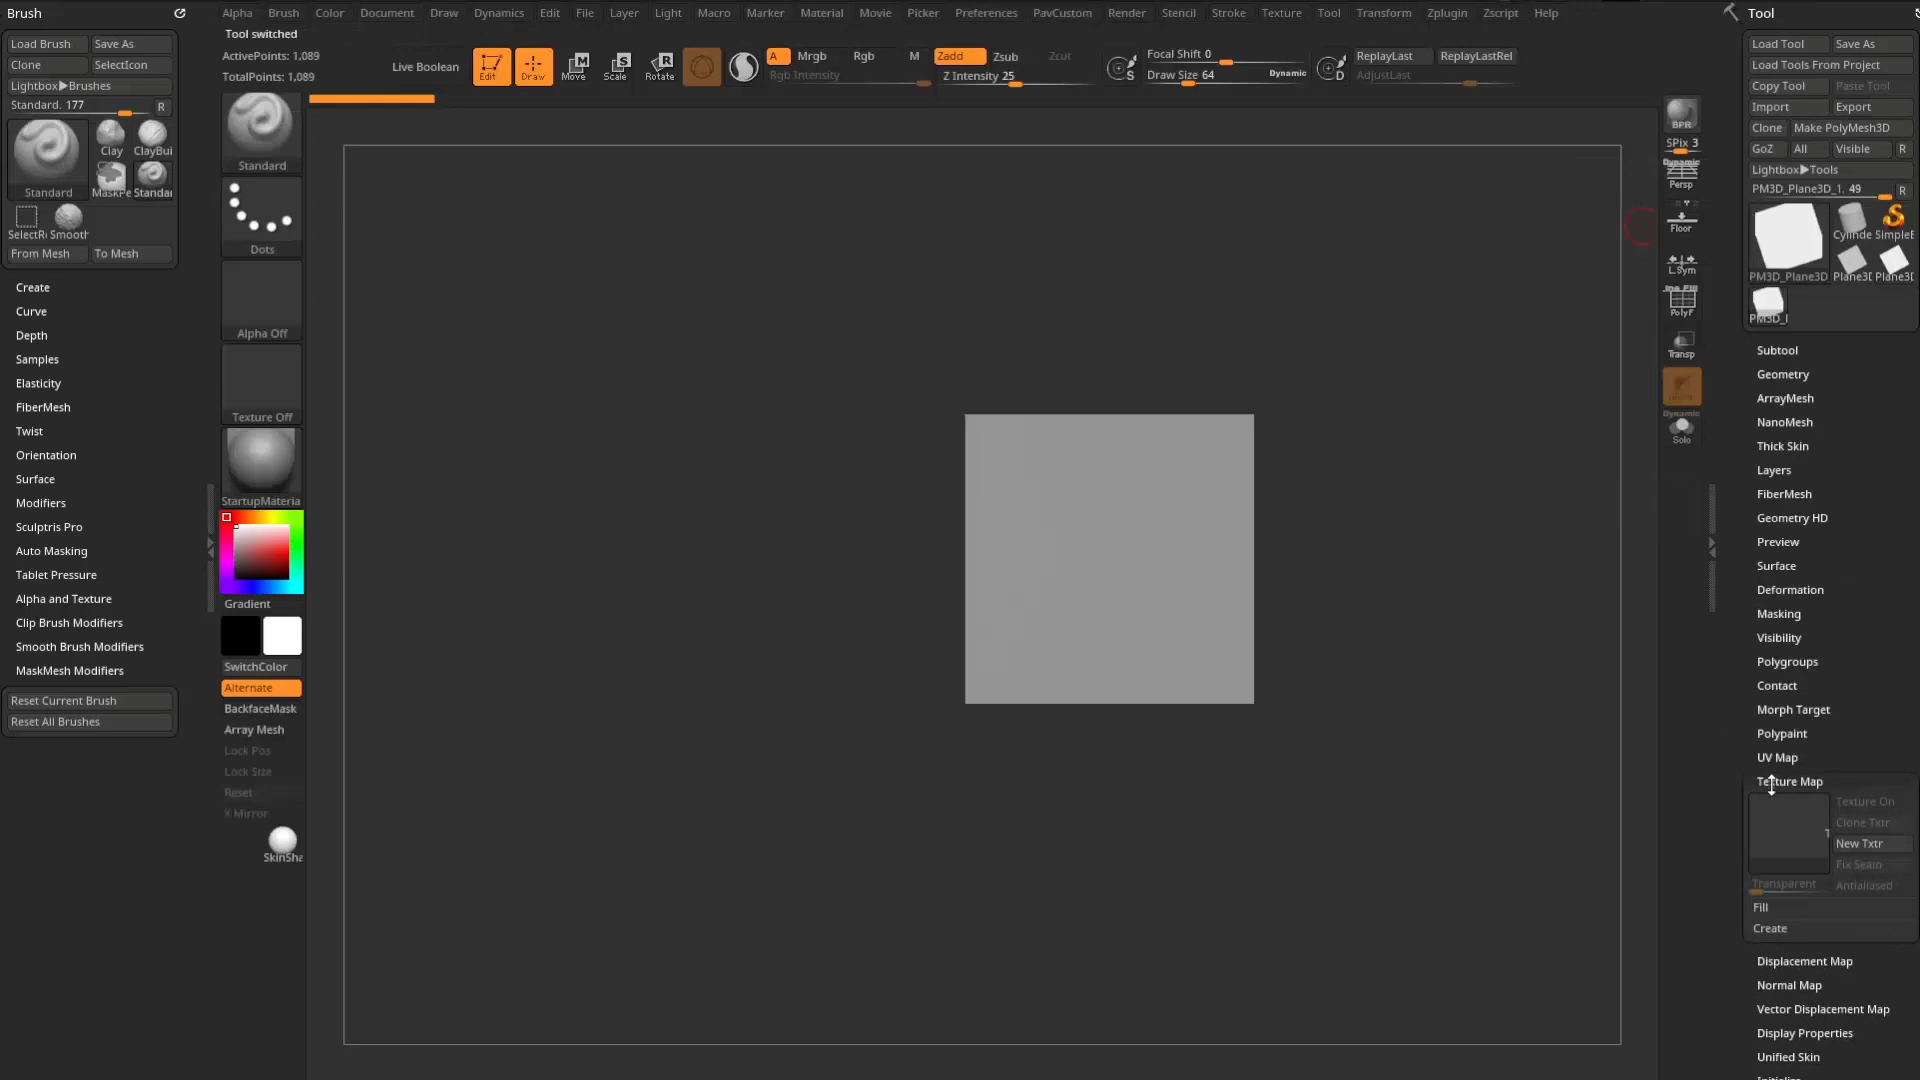 Brush
Load Brush Save As
Clone SelectIcon
Lightbox▶Brushes
Standard. 177 R
Standard
Clay ClayBui
MaskPe Standar
SelectR Smooth
From Mesh To Mesh
Create
Curve
Depth
Samples
Elasticity
FiberMesh
Twist
Orientation
Surface
Modifiers
Sculptris Pro
Auto Masking
Tablet Pressure
Alpha and Texture
Clip Brush Modifiers
Smooth Brush Modifiers
MaskMesh Modifiers
Reset Current Brush
Reset All Brushes
Alpha Brush Color Document Draw Dynamics Edit File Layer Light Macro Marker Material Movie Picker Preferences PavCustom Render Stencil Stroke Texture Tool Transform Zplugin Zscript Help
Tool switched
ActivePoints: 1,089
TotalPoints: 1,089
Live Boolean
Edit Draw Move Scale Rotate
A Mrgb Rgb M
Rgb Intensity
Zadd Zsub Zcut
Z Intensity 25
S
Focal Shift 0
Draw Size 64 Dynamic
D
ReplayLast ReplayLastRel
AdjustLast
Standard
Dots
Alpha Off
Texture Off
StartupMateria
Gradient
SwitchColor
Alternate
BackfaceMask
Array Mesh
Lock Pos
Lock Size
Reset
X Mirror
SkinSha
BPR
SPix 3
Dynamic
Persp
Floor
L.Sym
PolyF
Transp
Dynamic
Solo
Tool
Load Tool Save As
Load Tools From Project
Copy Tool Paste Tool
Import Export
Clone Make PolyMesh3D
GoZ All Visible R
Lightbox▶Tools
PM3D_Plane3D_1. 49 R
PM3D_Plane3D
Cylinde SimpleB
Plane3D Plane3D
PM3D_
Subtool
Geometry
ArrayMesh
NanoMesh
Thick Skin
Layers
FiberMesh
Geometry HD
Preview
Surface
Deformation
Masking
Visibility
Polygroups
Contact
Morph Target
Polypaint
UV Map
Texture Map
Texture On
Clone Txtr
New Txtr
Fix Seam
Transparent Antialiased
Fill
Create
Displacement Map
Normal Map
Vector Displacement Map
Display Properties
Unified Skin